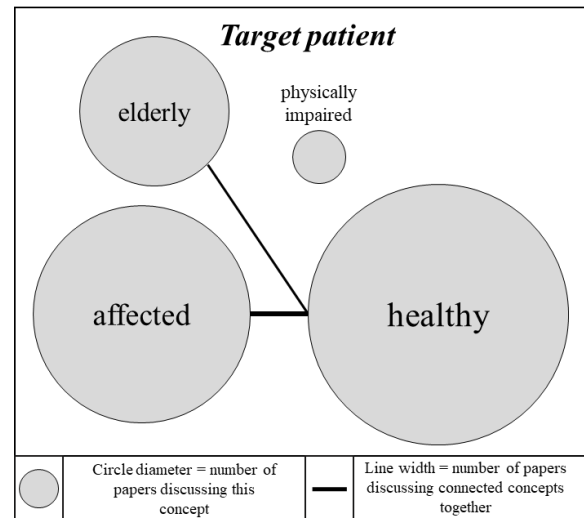 Target patient
elderly
physically
impaired
affected
healthy
Circle diameter = number of
papers discussing this
concept
Line width = number of papers
discussing connected concepts
together